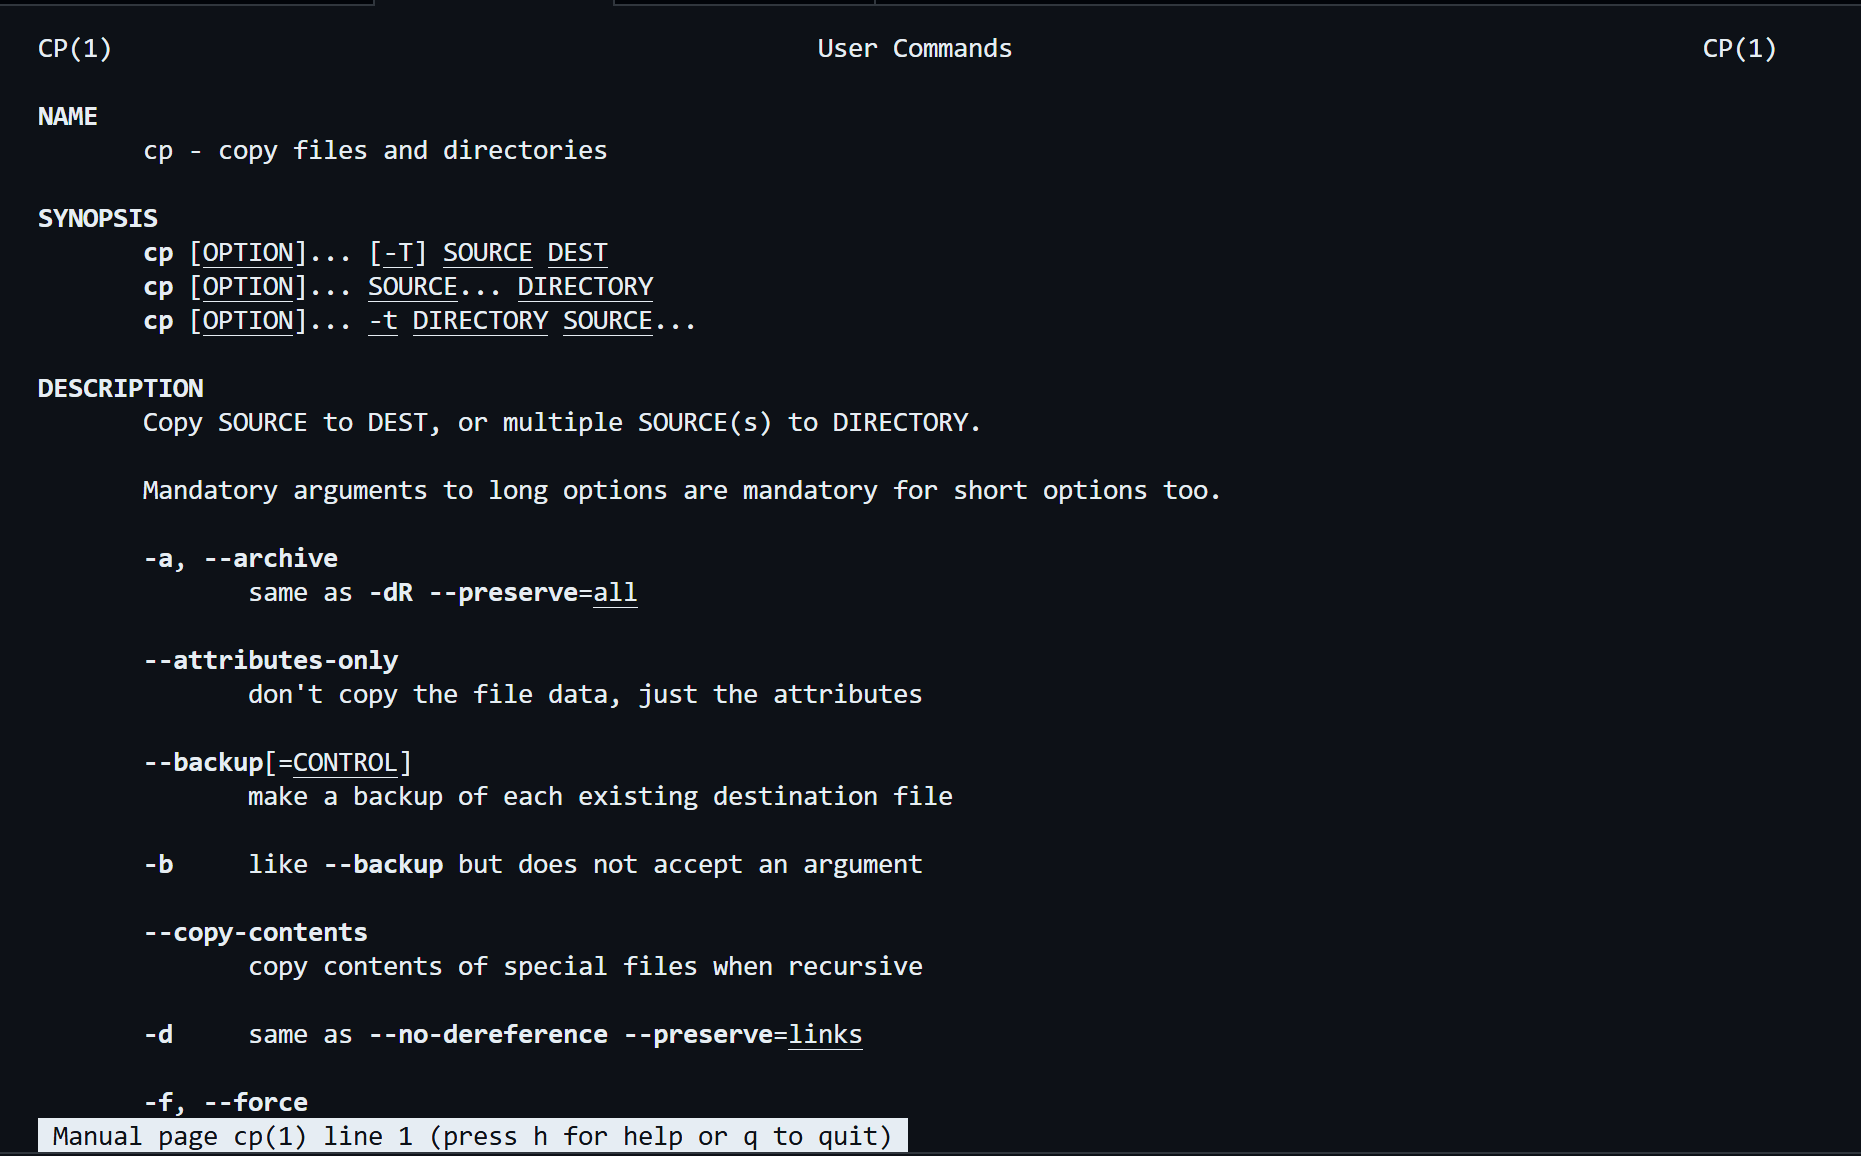 CP(1) User Commands CP(1)
NAME
cp - copy files and directories
SYNOPSIS
cp [OPTION]... [-T] SOURCE DEST
cp [OPTION]... SOURCE... DIRECTORY
cp [OPTION]... -t DIRECTORY SOURCE...
DESCRIPTION
Copy SOURCE to DEST, or multiple SOURCE(s) to DIRECTORY.
Mandatory arguments to long options are mandatory for short options too.
-a, --archive
same as -dR --preserve=all
--attributes-only
don't copy the file data, just the attributes
--backup[=CONTROL]
make a backup of each existing destination file
-b like --backup but does not accept an argument
--copy-contents
copy contents of special files when recursive
-d same as --no-dereference --preserve=links
-f, --force
Manual page cp(1) line 1 (press h for help or q to quit)